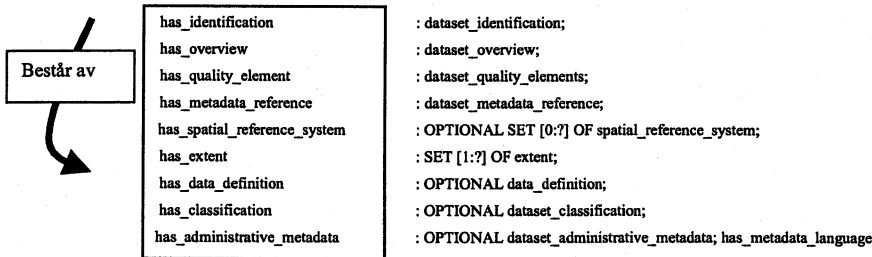 has_identification : dataset_identification;
has_overview : dataset_overview;
Består av
has_quality_element : dataset_quality_elements;
has_metadata_reference : dataset_metadata_reference;
has_spatial_reference_system : OPTIONAL SET [0:?] OF spatial_reference_system;
has_extent : SET [1:?] OF extent;
has_data_definition : OPTIONAL data_definition;
has_classification : OPTIONAL dataset_classification;
has_administrative_metadata : OPTIONAL dataset_administrative_metadata; has_metadata_language